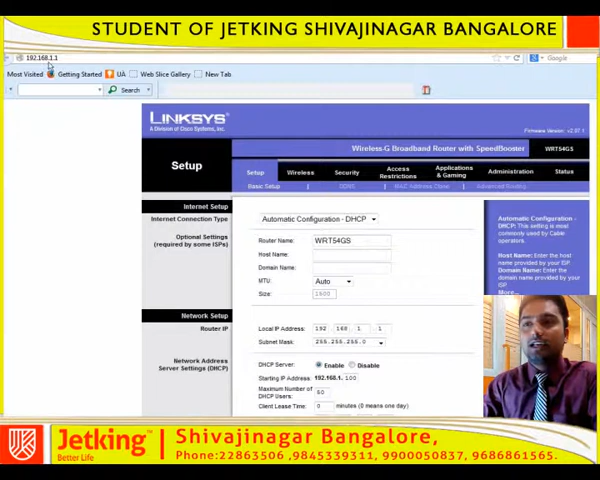 STUDENT OF JETKING SHIVAJINAGAR BANGALORE
192.168.1.1
Google
Most Visited Getting Started UA Web Slice Gallery New Tab
Search
LINKSYS
A Division of Cisco Systems, Inc.
Firmware Version: v2.07.1
Wireless-G Broadband Router with SpeedBooster WRT54GS
Setup
Setup Wireless Security Access Restrictions Applications & Gaming Administration Status
Basic Setup | DDNS | MAC Address Clone | Advanced Routing
Internet Setup
Internet Connection Type Automatic Configuration - DHCP
Optional Settings
(required by some ISPs)
Router Name: WRT54GS
Host Name:
Domain Name:
MTU: Auto
Size: 1500
Automatic Configuration - DHCP: This setting is most commonly used by Cable operators.
Host Name: Enter the host name provided by your ISP.
Domain Name: Enter the domain name provided by your ISP.
More...
Network Setup
Router IP
Local IP Address: 192 . 168 . 1 . 1
Subnet Mask: 255.255.255.0
Network Address
Server Settings (DHCP)
DHCP Server: Enable Disable
Starting IP Address: 192.168.1. 100
Maximum Number of
DHCP Users: 50
Client Lease Time: 0 minutes (0 means one day)
Jetking
Better Life
Shivajinagar Bangalore,
Phone:22863506 ,9845339311, 9900050837, 9686861565.